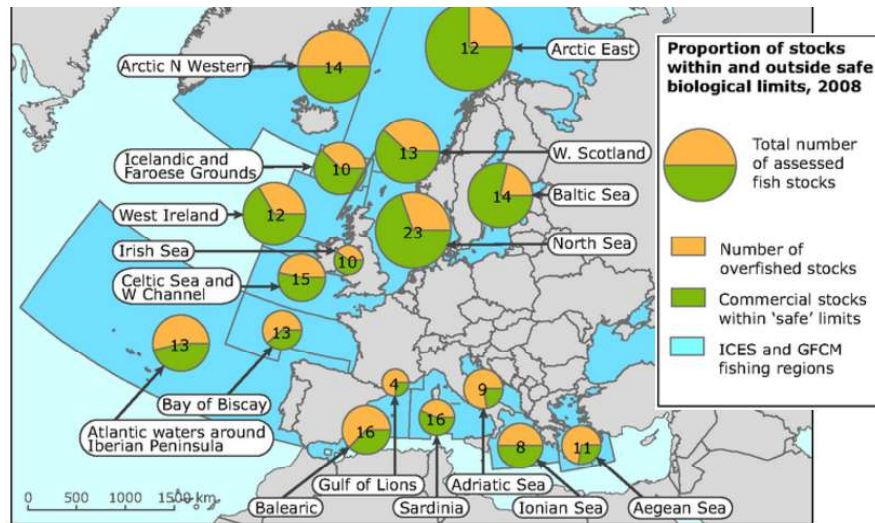 Arctic N Western
14
12
Arctic East
Icelandic and
Faroese Grounds
10
13
W. Scotland
West Ireland
12
14
Baltic Sea
Irish Sea
10
23
North Sea
Celtic Sea and
W Channel
15
13
13
Bay of Biscay
Atlantic waters around
Iberian Peninsula
4
9
16
16
8
11
Gulf of Lions
Adriatic Sea
Balearic
Sardinia
Ionian Sea
Aegean Sea
0 500 1000 1500 km
Proportion of stocks
within and outside safe
biological limits, 2008
Total number
of assessed
fish stocks
Number of
overfished stocks
Commercial stocks
within ‘safe’ limits
ICES and GFCM
fishing regions